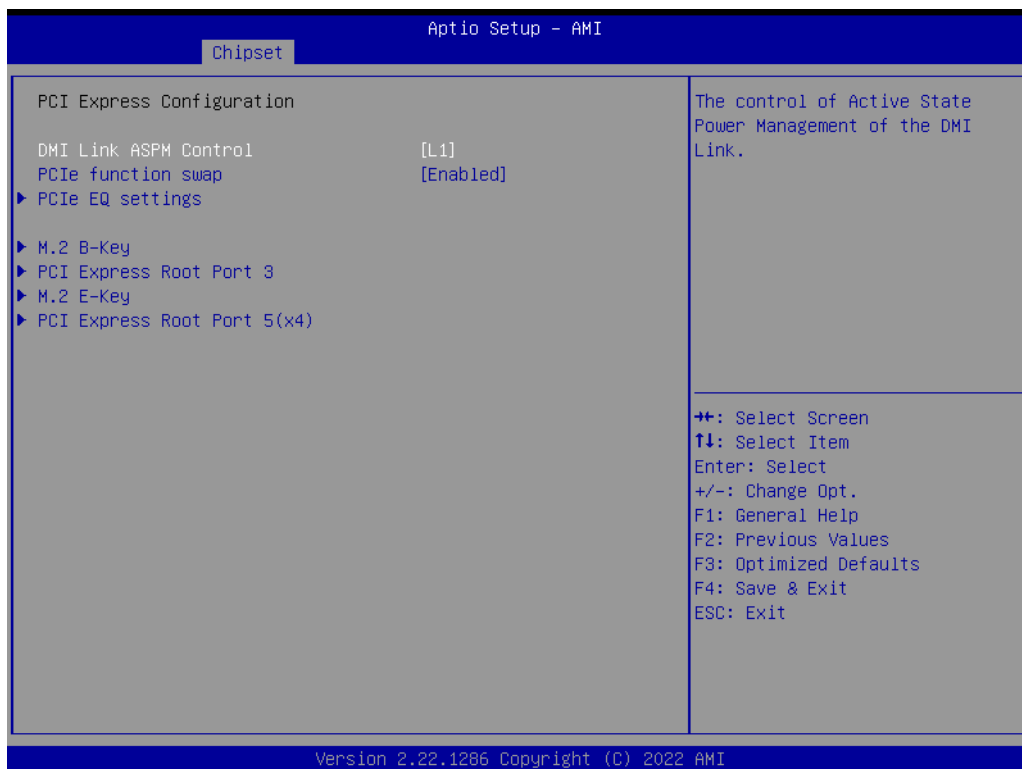 Aptio Setup – AMI
Chipset
PCI Express Configuration
DMI Link ASPM Control [L1]
PCIe function swap [Enabled]
▶ PCIe EQ settings
▶ M.2 B-Key
▶ PCI Express Root Port 3
▶ M.2 E-Key
▶ PCI Express Root Port 5(x4)
The control of Active State
Power Management of the DMI
Link.
→←: Select Screen
↑↓: Select Item
Enter: Select
+/-: Change Opt.
F1: General Help
F2: Previous Values
F3: Optimized Defaults
F4: Save & Exit
ESC: Exit
Version 2.22.1286 Copyright (C) 2022 AMI